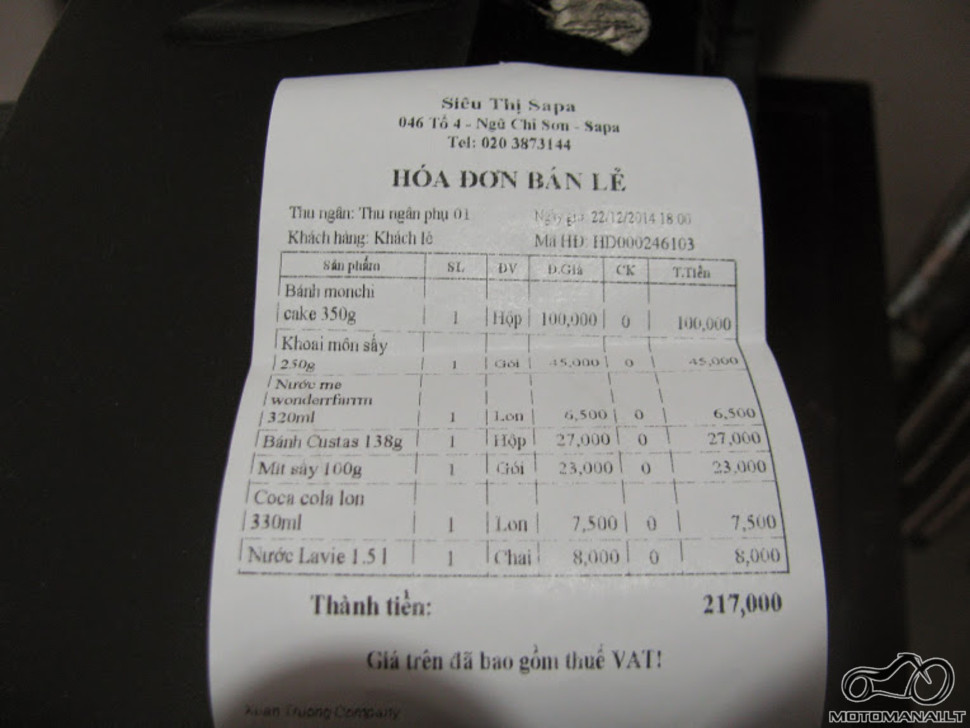 Siêu Thị Sapa
046 Tổ 4 - Ngũ Chỉ Sơn - Sapa
Tel: 020 3873144
HÓA ĐƠN BÁN LẺ
Thu ngân: Thu ngân phụ 01 Ngày giờ: 22/12/2014 18:00
Khách hàng: Khách lẻ Mã HĐ: HD000246103
Sản phẩm SL ĐV Đ.Giá CK T.Tiền
Bánh monchi
cake 350g 1 Hộp 100,000 0 100,000
Khoai môn sấy
250g 1 Gói 45,000 0 45,000
Nước me
wonderrfarrm
320ml 1 Lon 6,500 0 6,500
Bánh Custas 138g 1 Hộp 27,000 0 27,000
Mít sấy 100g 1 Gói 23,000 0 23,000
Coca cola lon
330ml 1 Lon 7,500 0 7,500
Nước Lavie 1.5 l 1 Chai 8,000 0 8,000
Thành tiền: 217,000
Giá trên đã bao gồm thuế VAT!
Xuan Truong Company
MOTOMANAI.LT